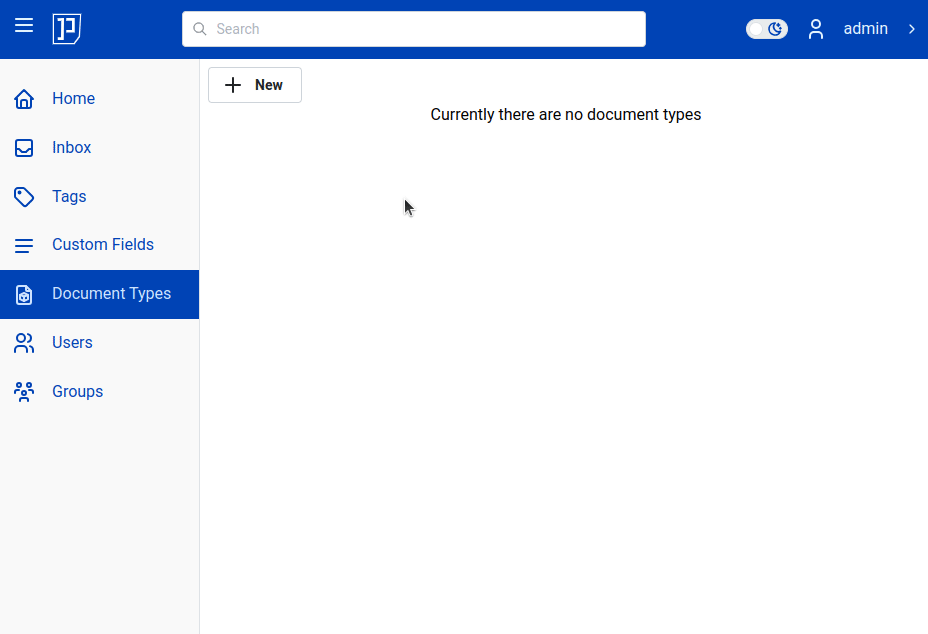 Search
admin
Home
Inbox
Tags
Custom Fields
Document Types
Users
Groups
New
Currently there are no document types